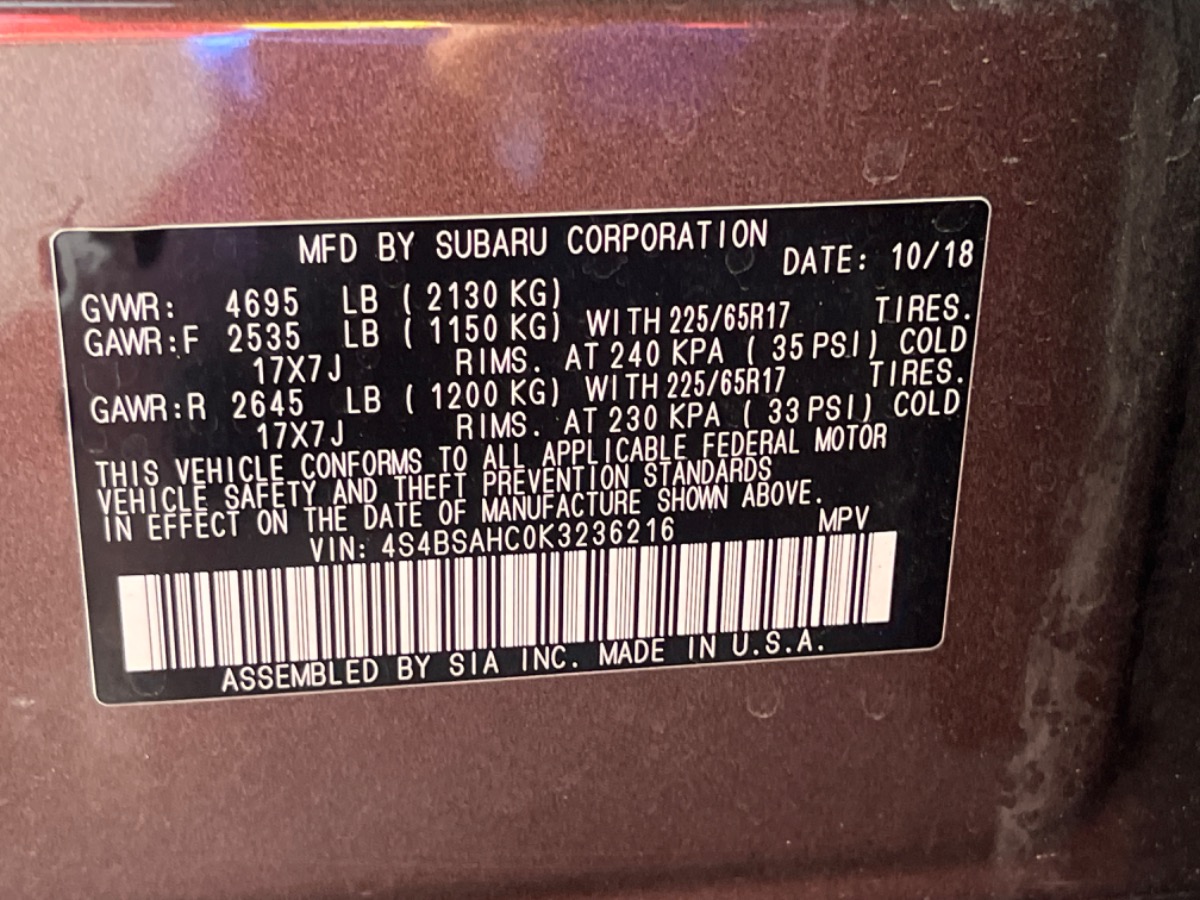 MFD BY SUBARU CORPORATION DATE: 10/18
GVWR: 4695 LB ( 2130 KG)
GAWR:F 2535 LB ( 1150 KG) WITH 225/65R17 TIRES.
17X7J RIMS. AT 240 KPA ( 35 PSI) COLD
GAWR:R 2645 LB ( 1200 KG) WITH 225/65R17 TIRES.
17X7J RIMS. AT 230 KPA ( 33 PSI) COLD
THIS VEHICLE CONFORMS TO ALL APPLICABLE FEDERAL MOTOR
VEHICLE SAFETY AND THEFT PREVENTION STANDARDS
IN EFFECT ON THE DATE OF MANUFACTURE SHOWN ABOVE.
VIN: 4S4BSAHC0K3236216 MPV
ASSEMBLED BY SIA INC. MADE IN U.S.A.